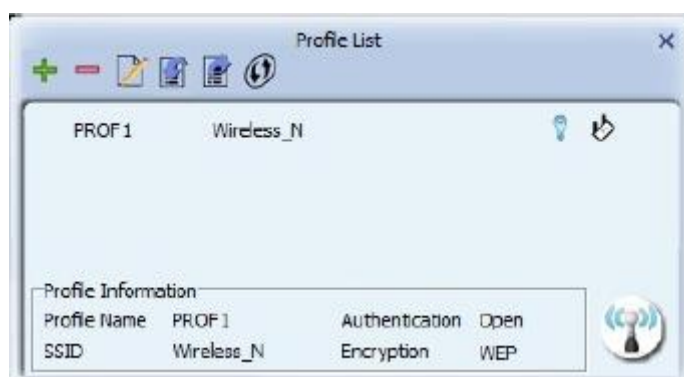 Profile List
PROF1 Wireless_N
Profile Information
Profile Name PROF1 Authentication Open
SSID Wireless_N Encryption WEP